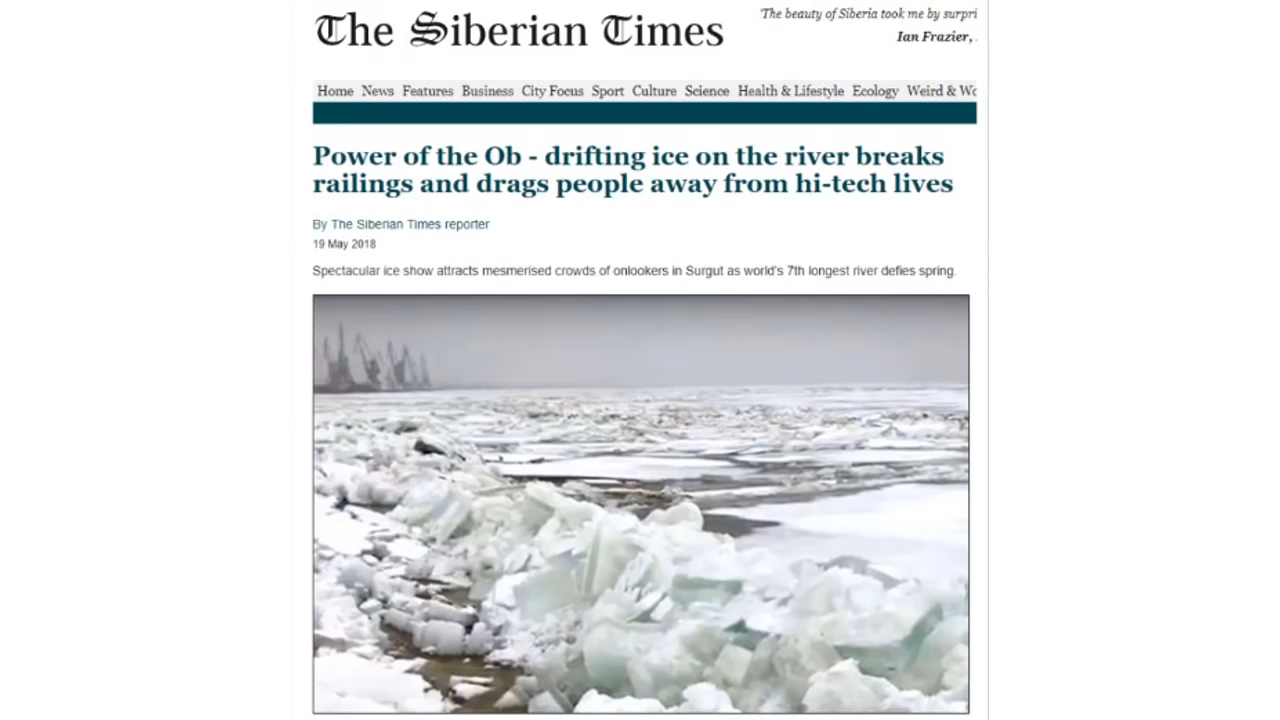 The Siberian Times
'The beauty of Siberia took me by surpri
Ian Frazier,
Home News Features Business City Focus Sport Culture Science Health & Lifestyle Ecology Weird & Wo
Power of the Ob - drifting ice on the river breaks
railings and drags people away from hi-tech lives
By The Siberian Times reporter
19 May 2018
Spectacular ice show attracts mesmerised crowds of onlookers in Surgut as world's 7th longest river defies spring.